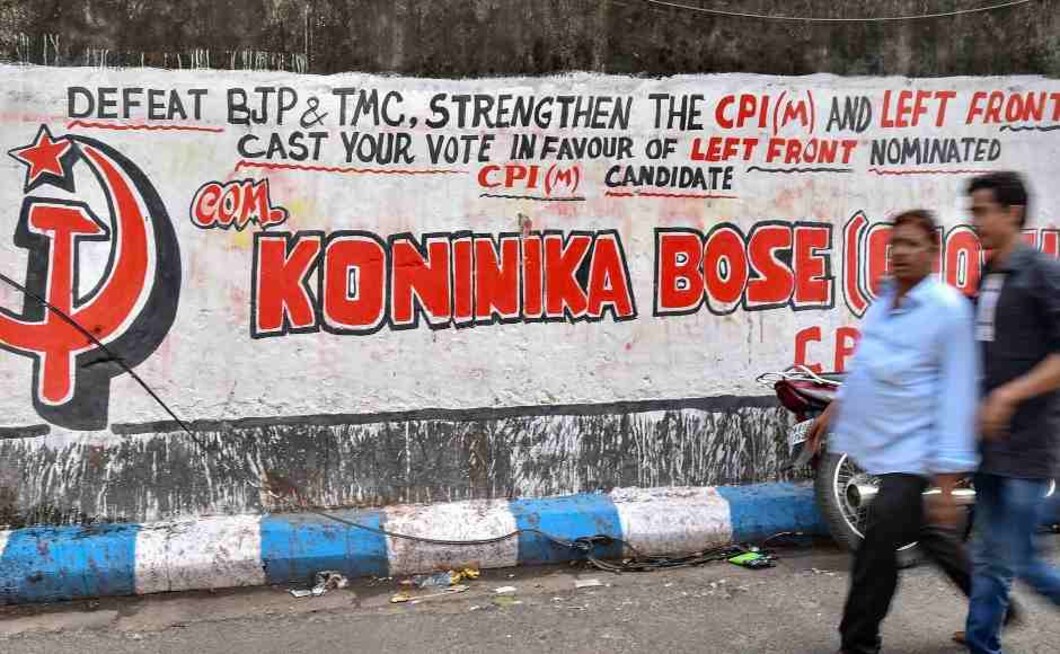 DEFEAT BJP & TMC, STRENGTHEN THE CPI(M) AND LEFT FRONT
CAST YOUR VOTE IN FAVOUR OF LEFT FRONT NOMINATED
CPI(M) CANDIDATE
COM.
KONINIKA BOSE